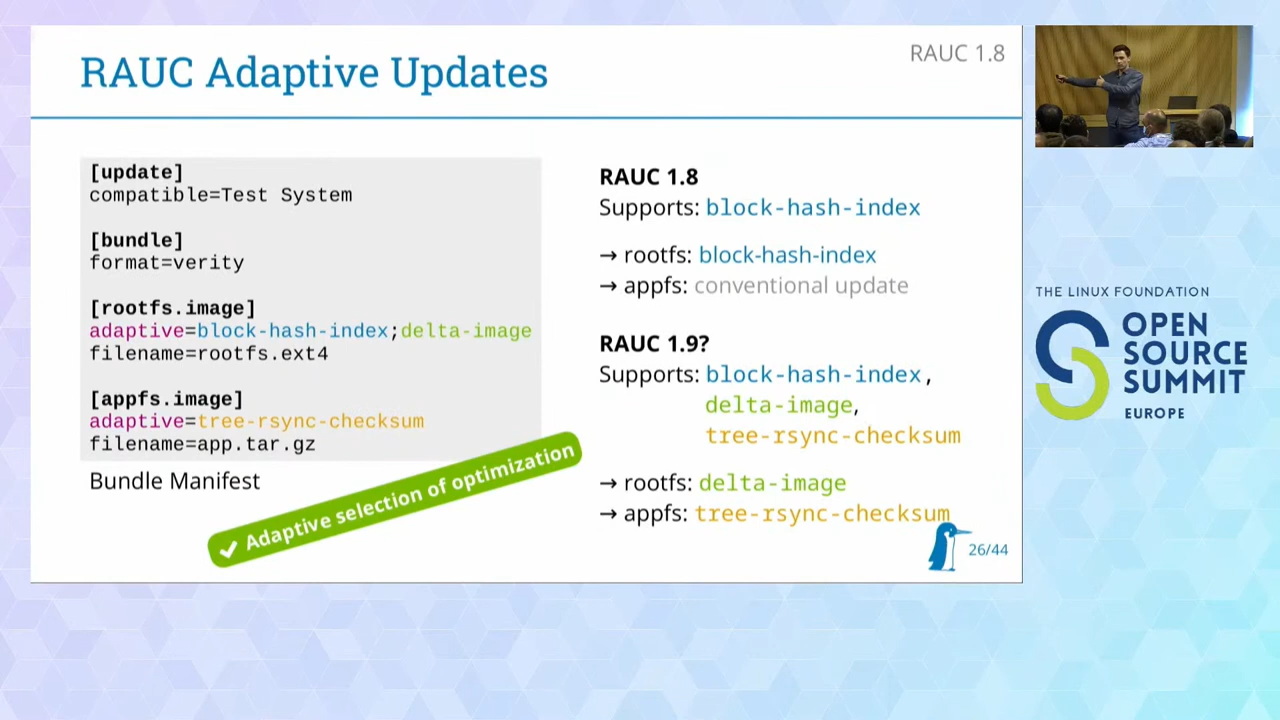 RAUC Adaptive Updates
RAUC 1.8
[update]
compatible=Test System
[bundle]
format=verity
[rootfs.image]
adaptive=block-hash-index;delta-image
filename=rootfs.ext4
[appfs.image]
adaptive=tree-rsync-checksum
filename=app.tar.gz
Bundle Manifest
✔ Adaptive selection of optimization
RAUC 1.8
Supports: block-hash-index
→ rootfs: block-hash-index
→ appfs: conventional update
RAUC 1.9?
Supports: block-hash-index,
delta-image,
tree-rsync-checksum
→ rootfs: delta-image
→ appfs: tree-rsync-checksum
26/44
THE LINUX FOUNDATION
OPEN
SOURCE
SUMMIT
EUROPE